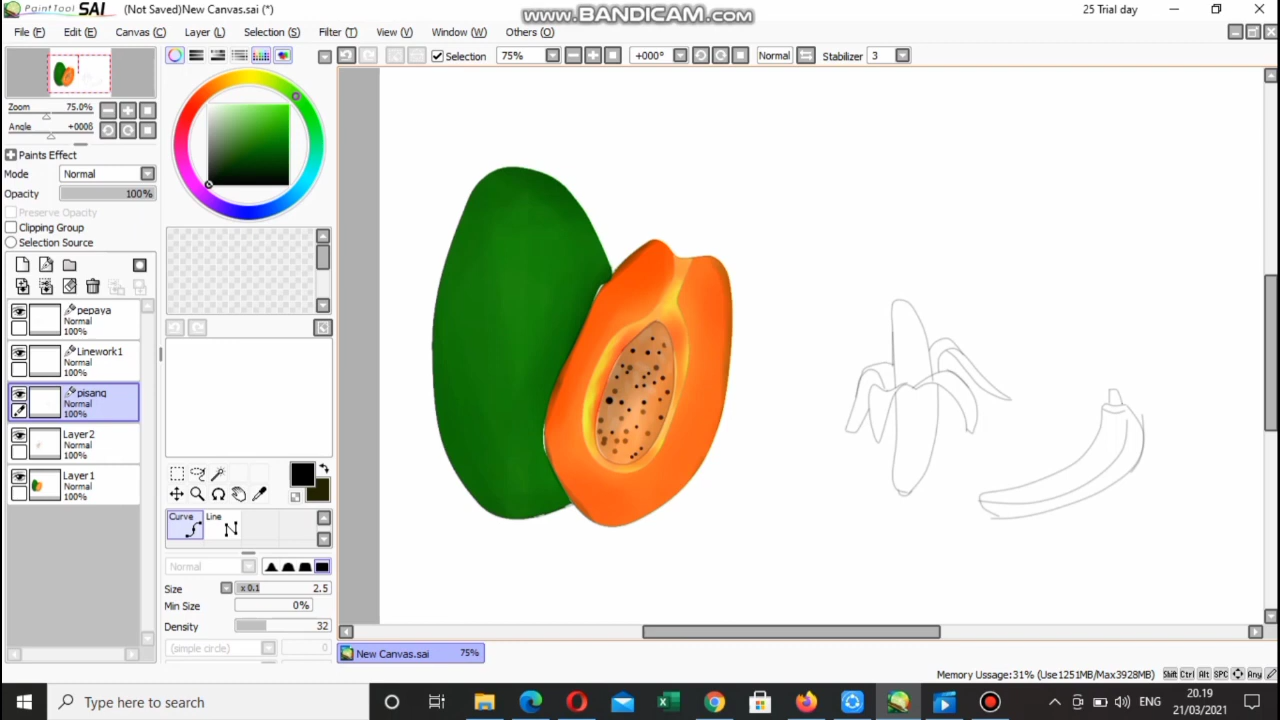 www.BANDICAM.com
PaintTool SAI (Not Saved)New Canvas.sai (*)
25 Trial day
File (F) Edit (E) Canvas (C) Layer (L) Selection (S) Filter (T) View (V) Window (W) Others (O)
Selection 75% +000° Normal Stabilizer 3
Zoom 75.0%
Angle +000ß
Paints Effect
Mode Normal
Opacity 100%
Preserve Opacity
Clipping Group
Selection Source
pepaya
Normal
100%
Linework1
Normal
100%
pisang
Normal
100%
Layer2
Normal
100%
Layer1
Normal
100%
Curve Line
Normal
Size x 0.1 2.5
Min Size 0%
Density 32
(simple circle) 0
New Canvas.sai 75%
Memory Usage:31% (Use1251MB/Max3928MB) Shift Ctrl Alt SPC Any
Type here to search
ENG
20.19
21/03/2021